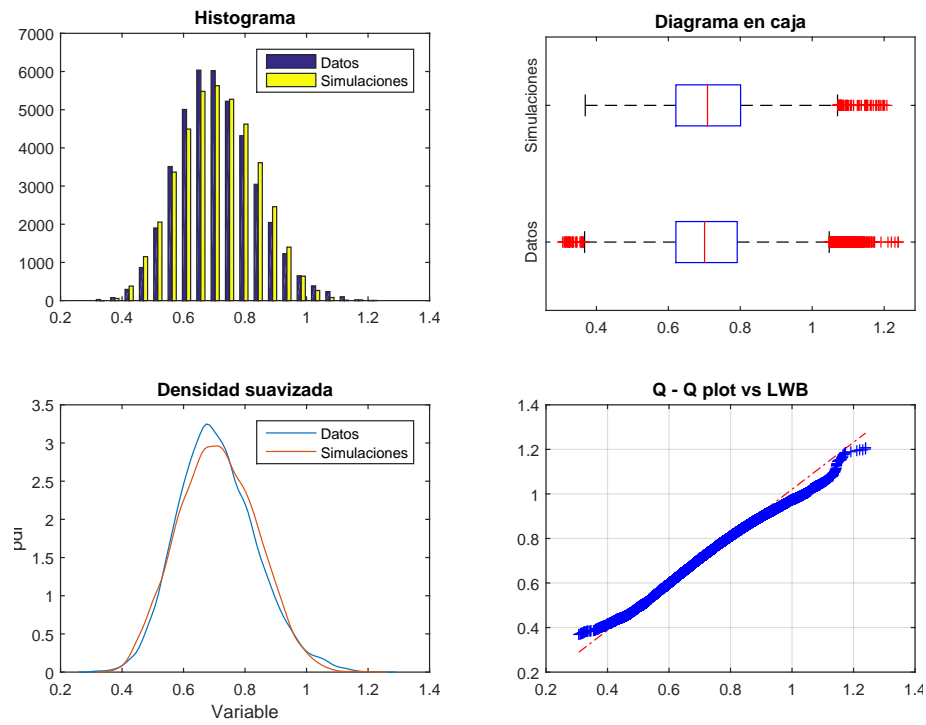 Histograma
7000
6000
5000
4000
3000
2000
1000
0
0.2 0.4 0.6 0.8 1 1.2 1.4
Datos
Simulaciones
Diagrama en caja
Simulaciones
Datos
0.4 0.6 0.8 1 1.2
Densidad suavizada
3.5
3
2.5
2
1.5
1
0.5
0
pdf
0.2 0.4 0.6 0.8 1 1.2 1.4
Variable
Datos
Simulaciones
Q - Q plot vs LWB
1.4
1.2
1
0.8
0.6
0.4
0.2
0.2 0.4 0.6 0.8 1 1.2 1.4